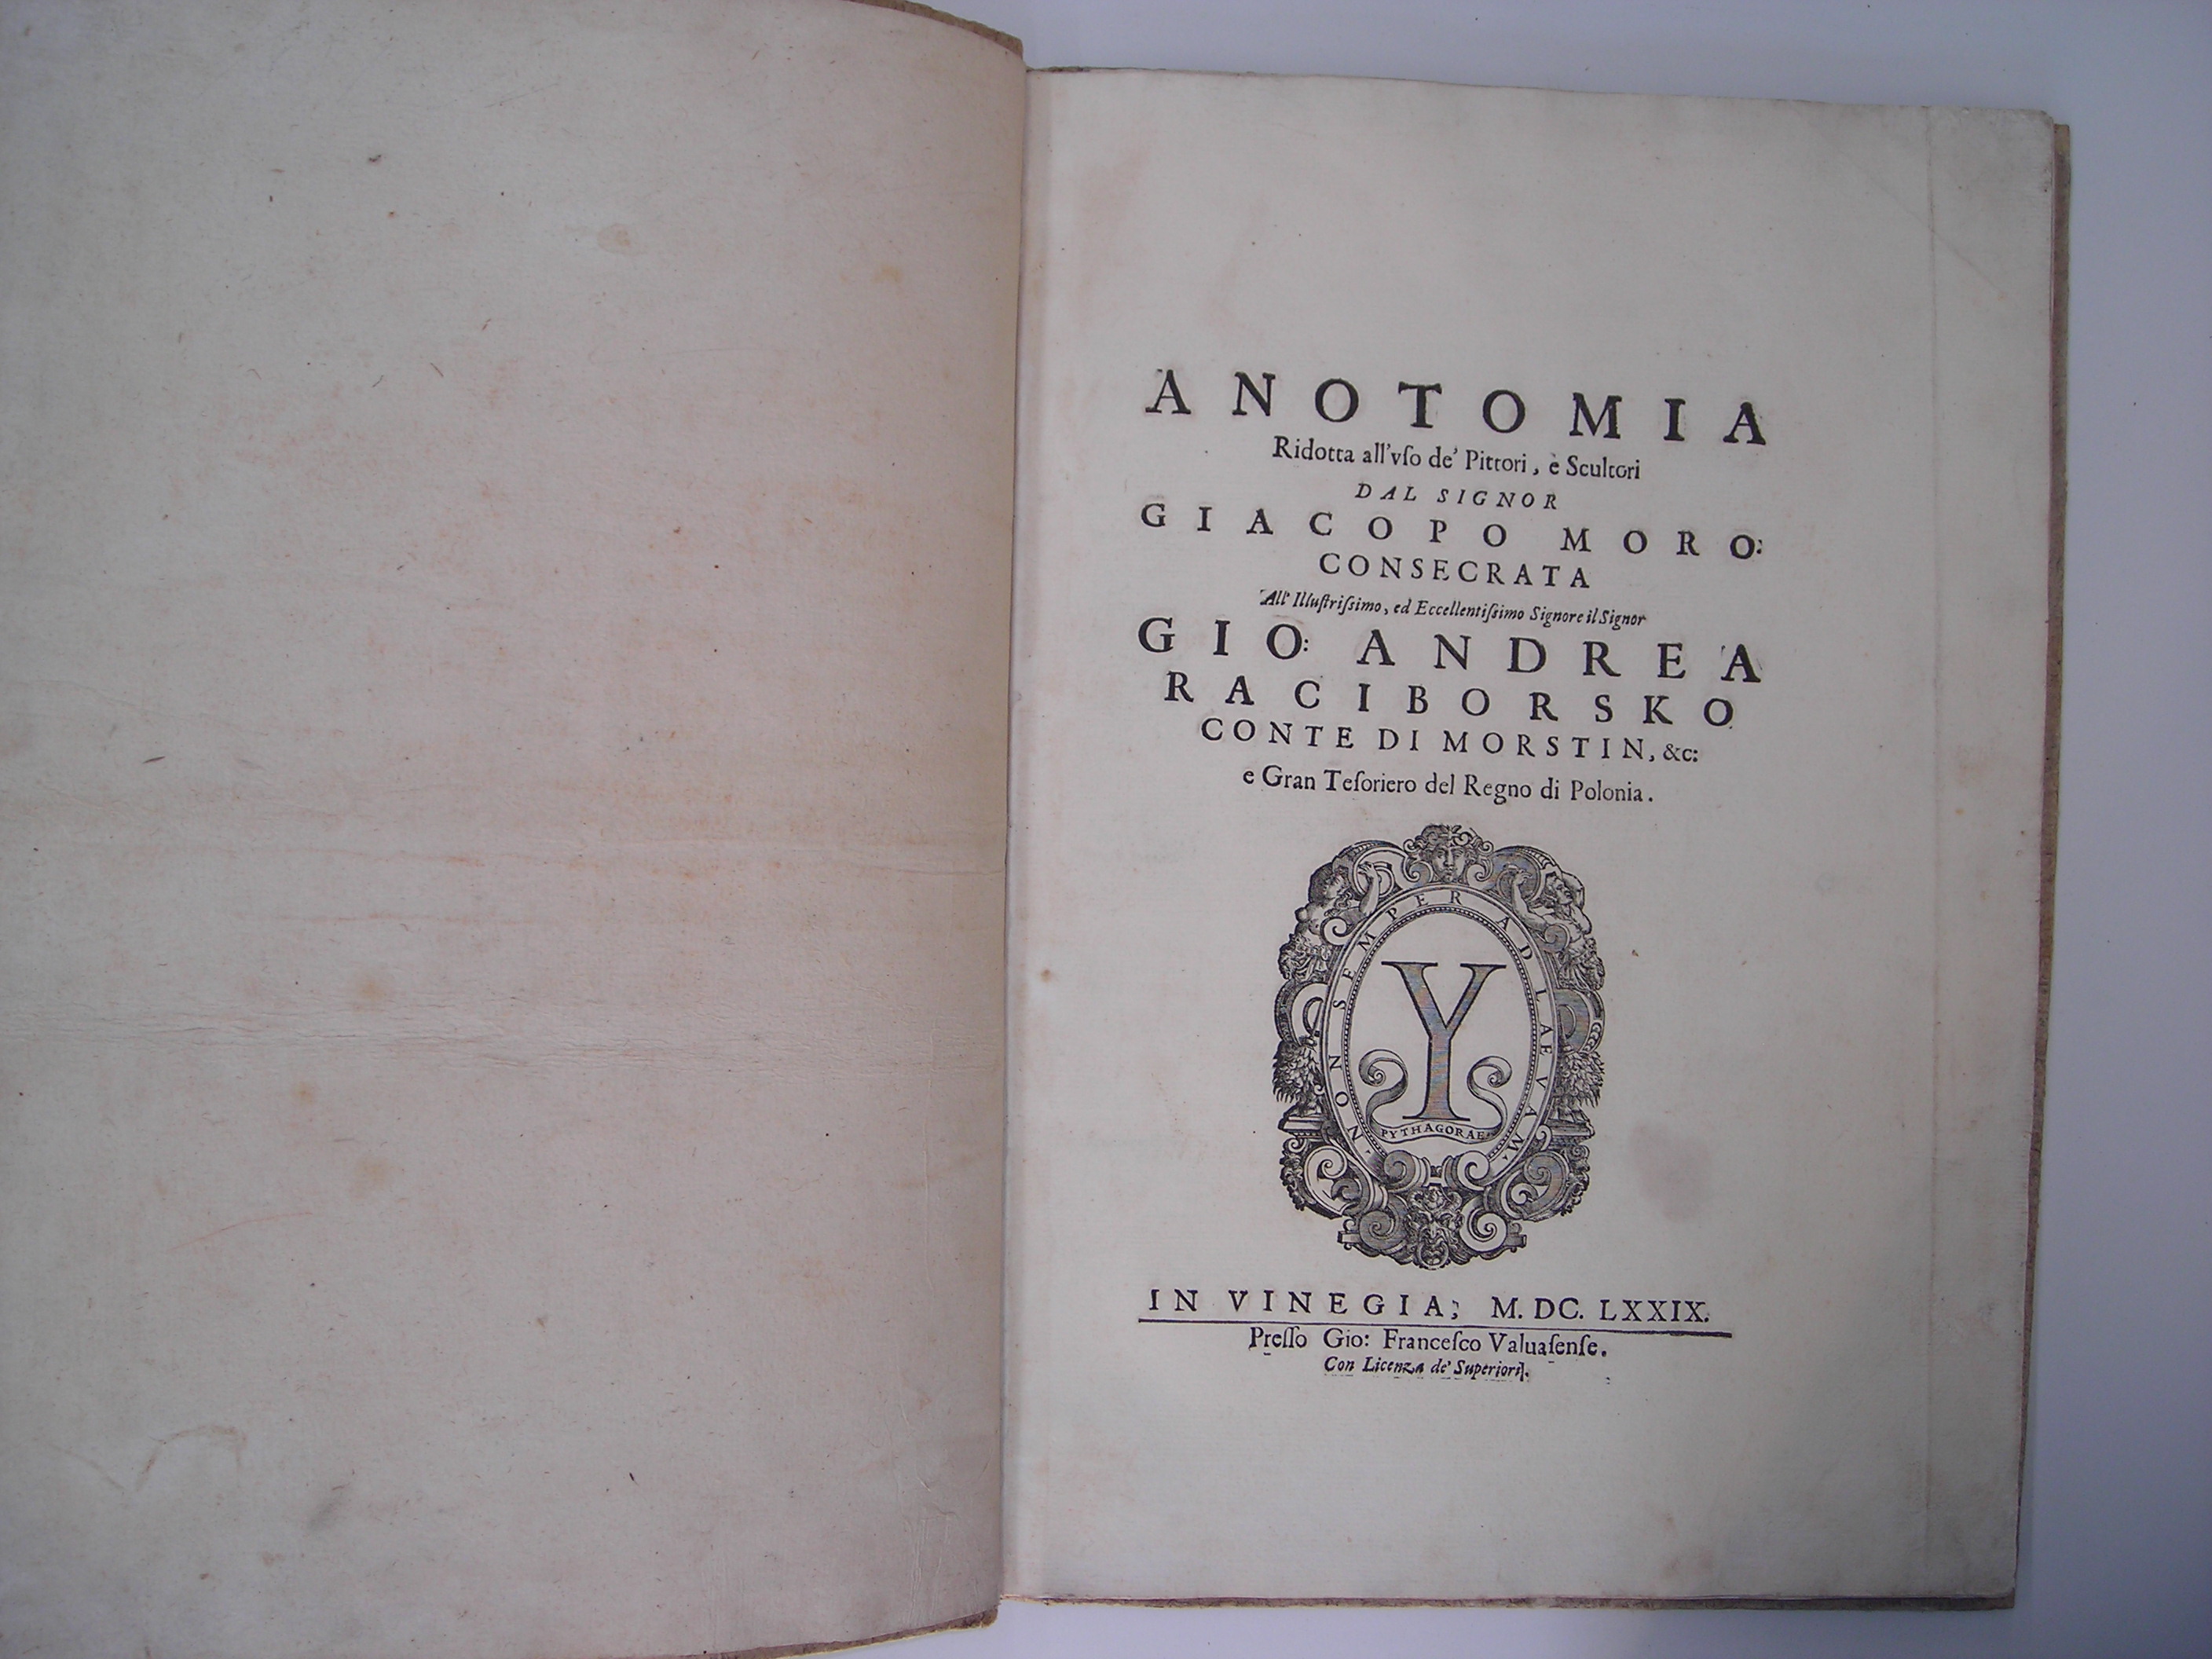 ANOTOMIA
Ridotta all'vſo de' Pittori, è Scultori
DAL SIGNOR
GIACOPO MORO:
CONSECRATA
All' Illuſtriſsimo, ed Eccellentiſsimo Signore il Signor
GIO: ANDREA
RACIBORSKO
CONTE DI MORSTIN, &c:
e Gran Teſoriero del Regno di Polonia.
NON SEMPER AD LAEVAM.
Y
PYTHAGORAE
IN VINEGIA; M. DC. LXXIX.
Preſſo Gio: Franceſco Valuaſenſe.
Con Licenza de' Superiori.